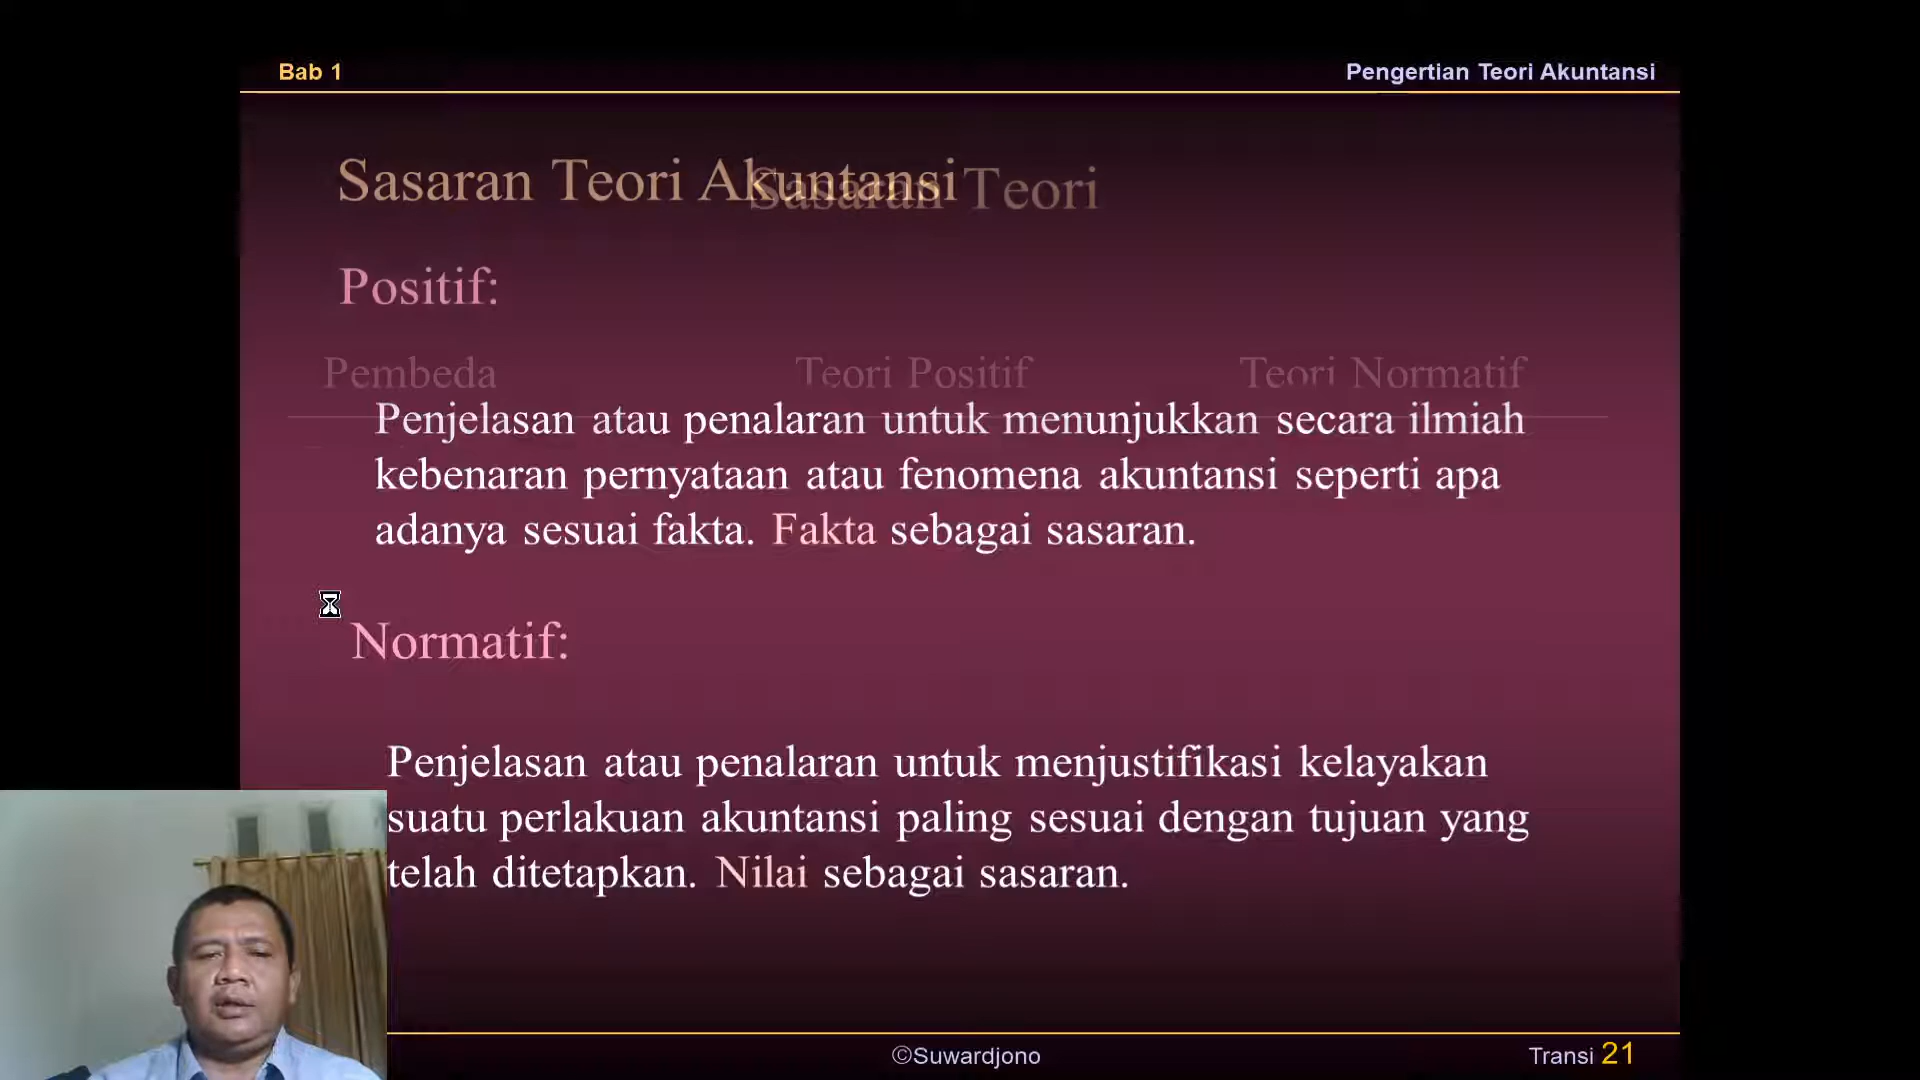 Bab 1
Pengertian Teori Akuntansi
Sasaran Teori Akuntansi
Sasaran Teori
Positif:
Pembeda
Teori Positif
Teori Normatif
Penjelasan atau penalaran untuk menunjukkan secara ilmiah
kebenaran pernyataan atau fenomena akuntansi seperti apa
adanya sesuai fakta. Fakta sebagai sasaran.
Normatif:
Penjelasan atau penalaran untuk menjustifikasi kelayakan
suatu perlakuan akuntansi paling sesuai dengan tujuan yang
telah ditetapkan. Nilai sebagai sasaran.
©Suwardjono
Transi 21